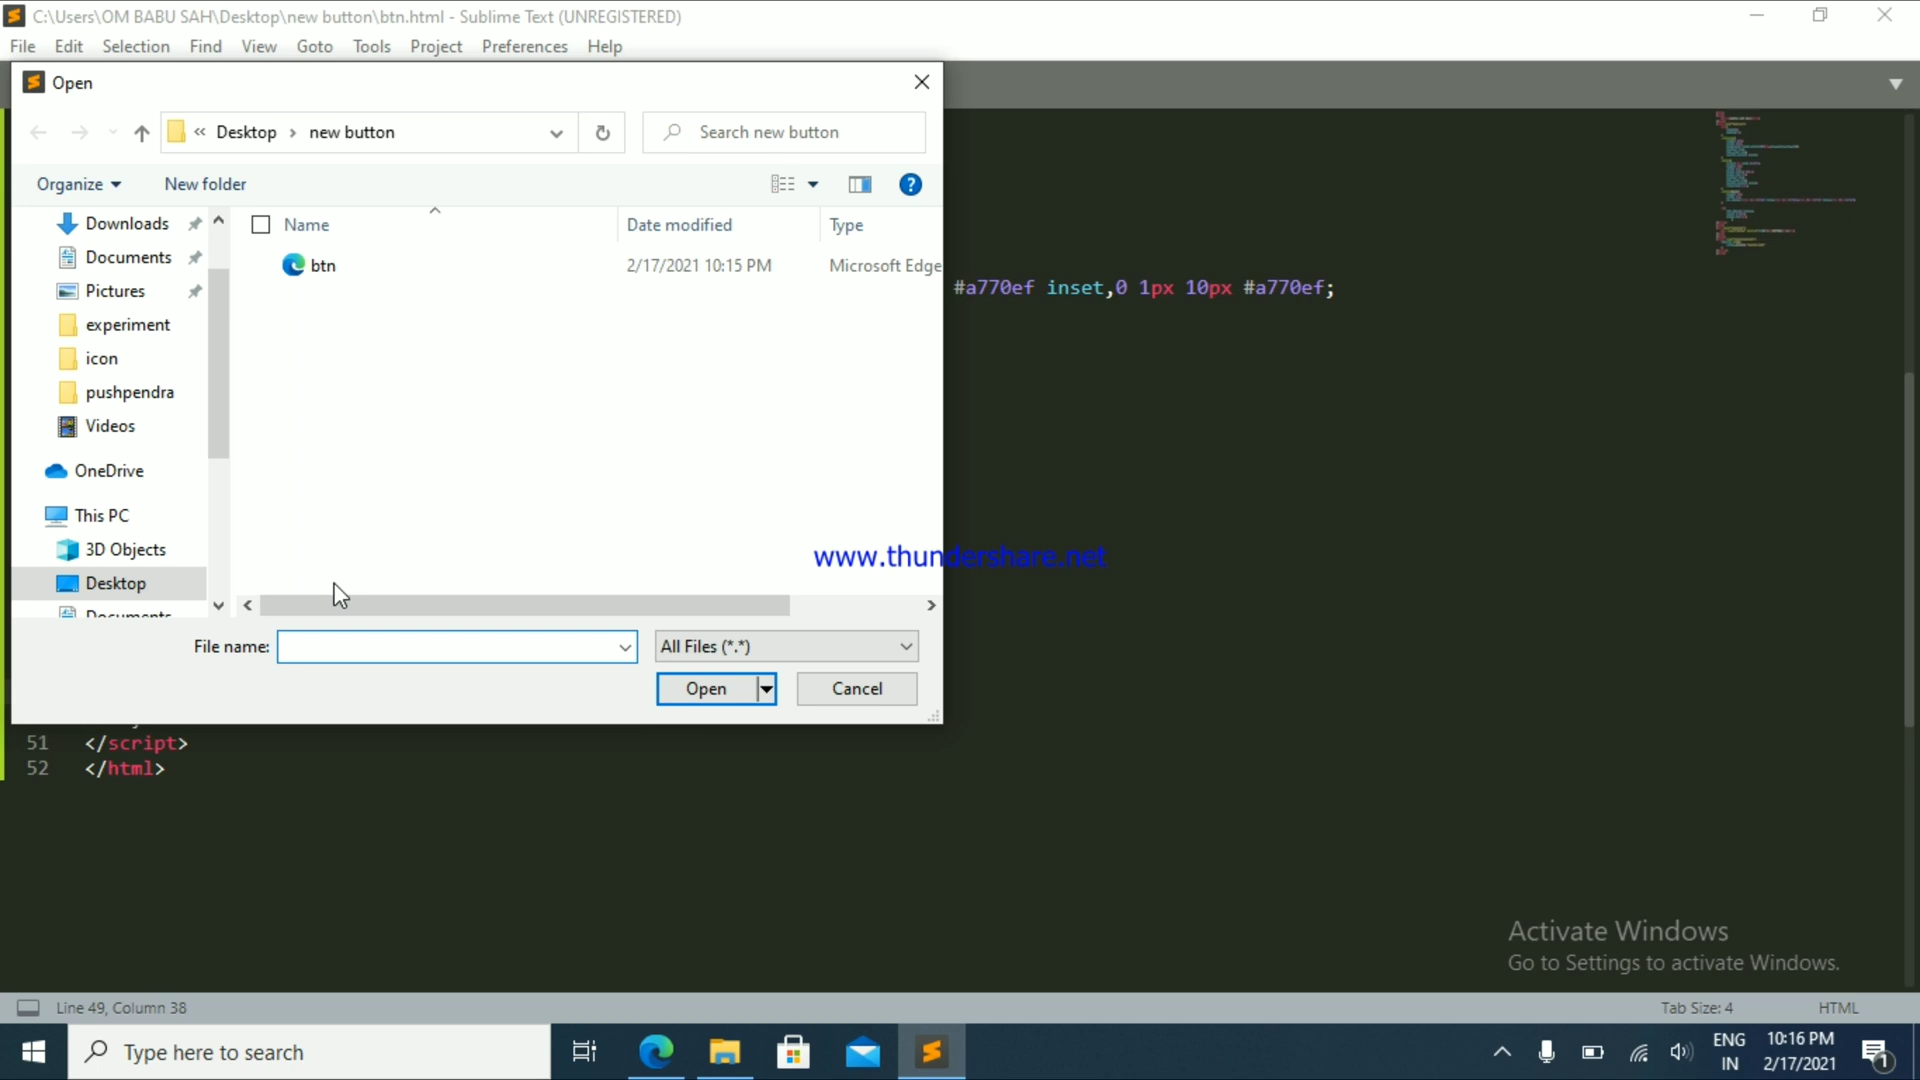 C:\Users\OM BABU SAH\Desktop\new button\btn.html - Sublime Text (UNREGISTERED)
File Edit Selection Find View Goto Tools Project Preferences Help
Open
« Desktop › new button
Search new button
Organize
New folder
Name Date modified Type
btn 2/17/2021 10:15 PM Microsoft Edge
Downloads
Documents
Pictures
experiment
icon
pushpendra
Videos
OneDrive
This PC
3D Objects
Desktop
Documents
File name:
All Files (*.*)
Open Cancel
#a770ef inset,0 1px 10px #a770ef;
www.thundershare.net
51 </script>
52 </html>
Activate Windows
Go to Settings to activate Windows.
Line 49, Column 38
Tab Size: 4
HTML
Type here to search
ENG
IN
10:16 PM
2/17/2021
1